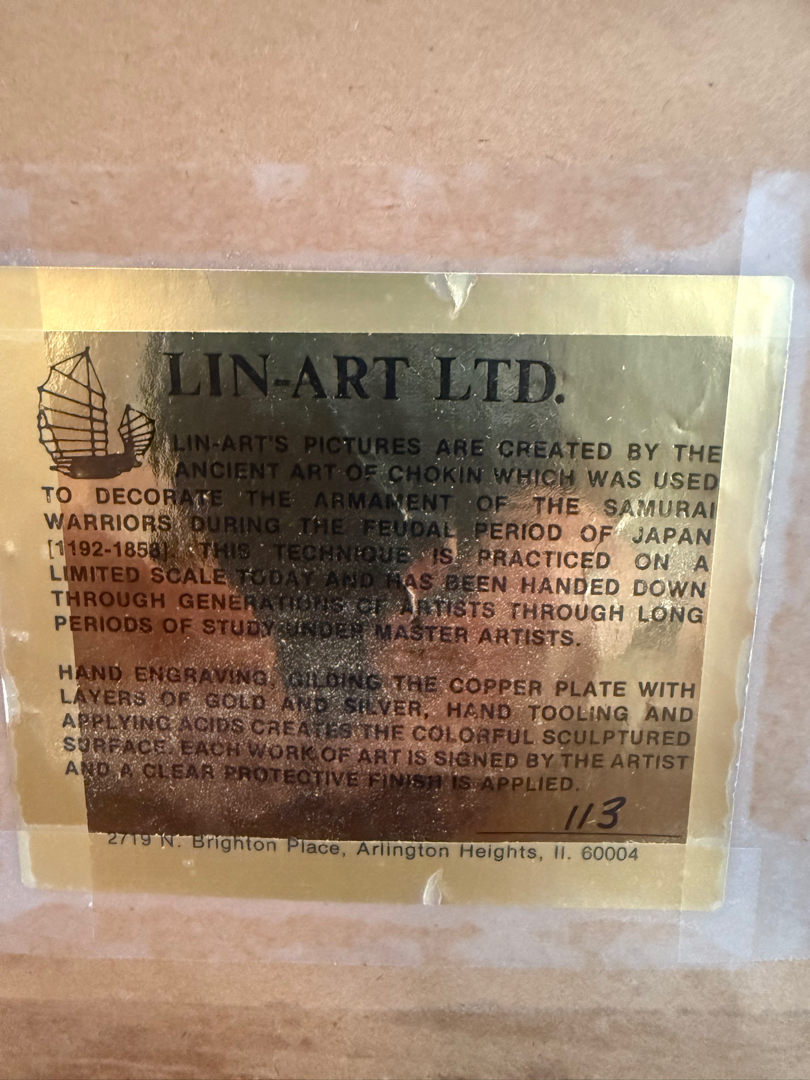 LIN-ART LTD.
LIN-ART'S PICTURES ARE CREATED BY THE
ANCIENT ART OF CHOKIN WHICH WAS USED
TO DECORATE THE ARMAMENT OF THE SAMURAI
WARRIORS DURING THE FEUDAL PERIOD OF JAPAN
[1192-1858]. THIS TECHNIQUE IS PRACTICED ON A
LIMITED SCALE TODAY AND HAS BEEN HANDED DOWN
THROUGH GENERATIONS OF ARTISTS THROUGH LONG
PERIODS OF STUDY UNDER MASTER ARTISTS.
HAND ENGRAVING, GILDING THE COPPER PLATE WITH
LAYERS OF GOLD AND SILVER, HAND TOOLING AND
APPLYING ACIDS CREATES THE COLORFUL SCULPTURED
SURFACE. EACH WORK OF ART IS SIGNED BY THE ARTIST
AND A CLEAR PROTECTIVE FINISH IS APPLIED.
113
2719 N. Brighton Place, Arlington Heights, Il. 60004